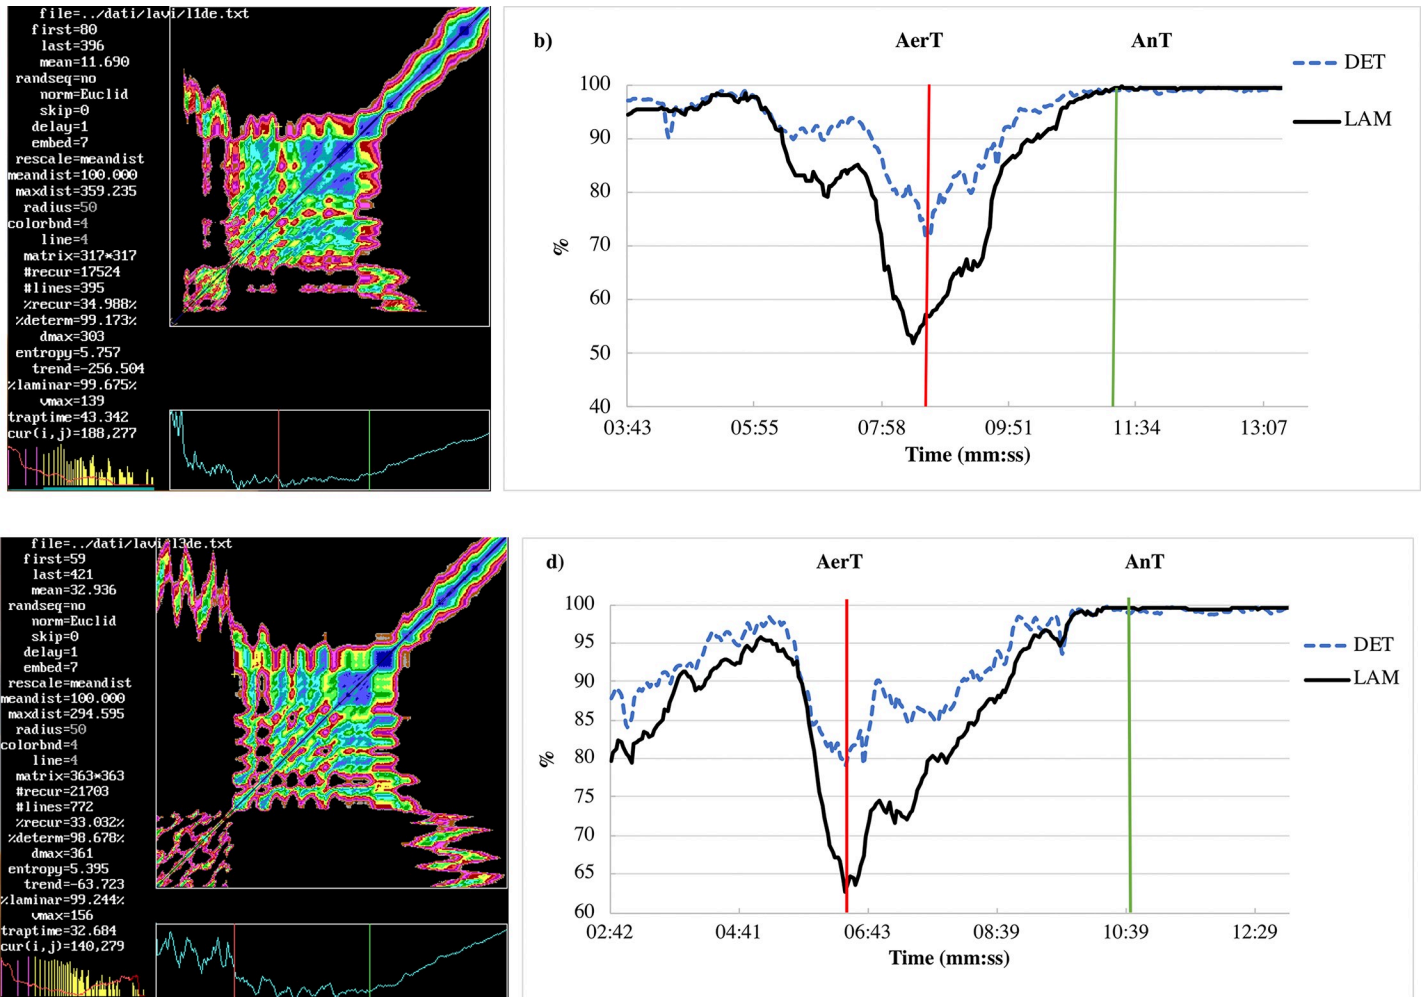 file=../dati/lavi/l1de.txt
first=80
last=396
mean=11.690
randseq=no
norm=Euclid
skip=0
delay=1
embed=7
rescale=meandist
meandist=100.000
maxdist=359.235
radius=50
colorbnd=4
line=4
matrix=317*317
#recur=17524
#lines=395
%recur=34.988%
%determ=99.173%
dmax=303
entropy=5.757
trend=-256.504
%laminar=99.675%
vmax=139
traptime=43.342
cur(i,j)=188,277
b)
AerT
AnT
DET
LAM
100
90
80
70
60
50
40
%
03:43 05:55 07:58 09:51 11:34 13:07
Time (mm:ss)
file=../dati/lavi/l3de.txt
first=59
last=421
mean=32.936
randseq=no
norm=Euclid
skip=0
delay=1
embed=7
rescale=meandist
meandist=100.000
maxdist=294.595
radius=50
colorbnd=4
line=4
matrix=363*363
#recur=21703
#lines=772
%recur=33.032%
%determ=98.678%
dmax=361
entropy=5.395
trend=-63.723
%laminar=99.244%
vmax=156
traptime=32.684
cur(i,j)=140,279
d)
AerT
AnT
DET
LAM
100
95
90
85
80
75
70
65
60
%
02:42 04:41 06:43 08:39 10:39 12:29
Time (mm:ss)